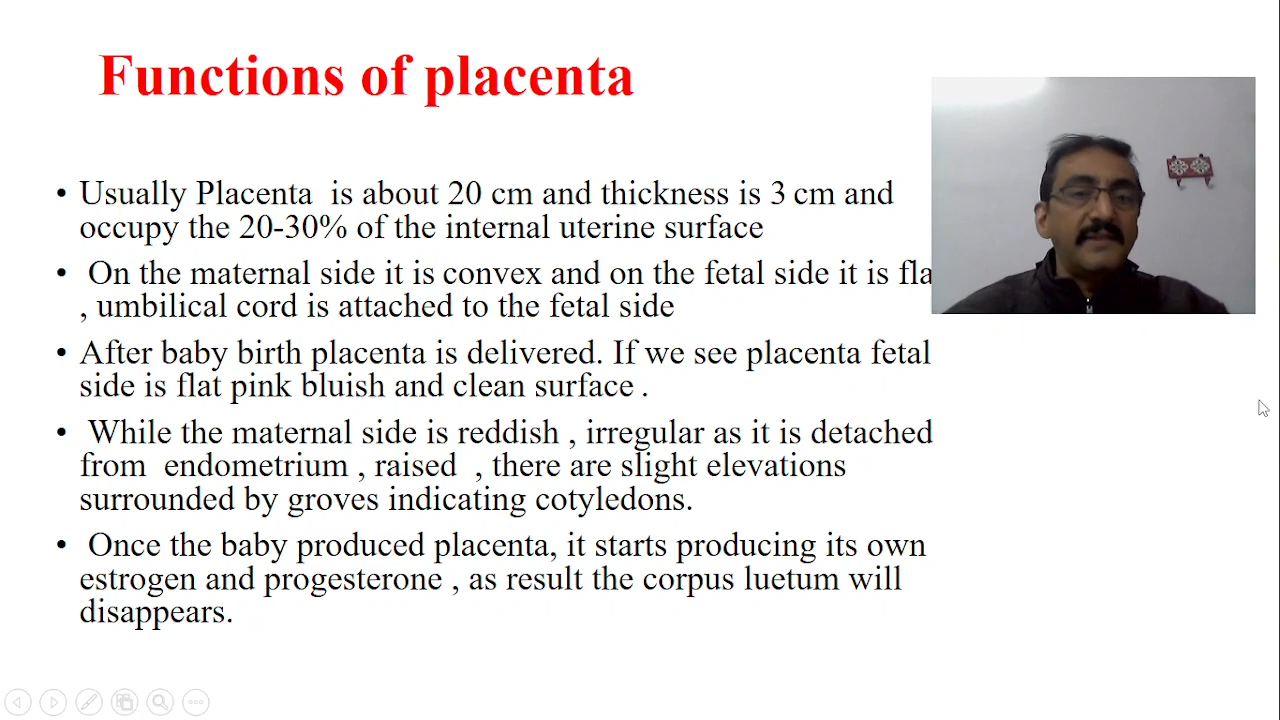 Functions of placenta
• Usually Placenta is about 20 cm and thickness is 3 cm and
occupy the 20-30% of the internal uterine surface
• On the maternal side it is convex and on the fetal side it is fla
, umbilical cord is attached to the fetal side
• After baby birth placenta is delivered. If we see placenta fetal
side is flat pink bluish and clean surface .
• While the maternal side is reddish , irregular as it is detached
from endometrium , raised , there are slight elevations
surrounded by groves indicating cotyledons.
• Once the baby produced placenta, it starts producing its own
estrogen and progesterone , as result the corpus luetum will
disappears.